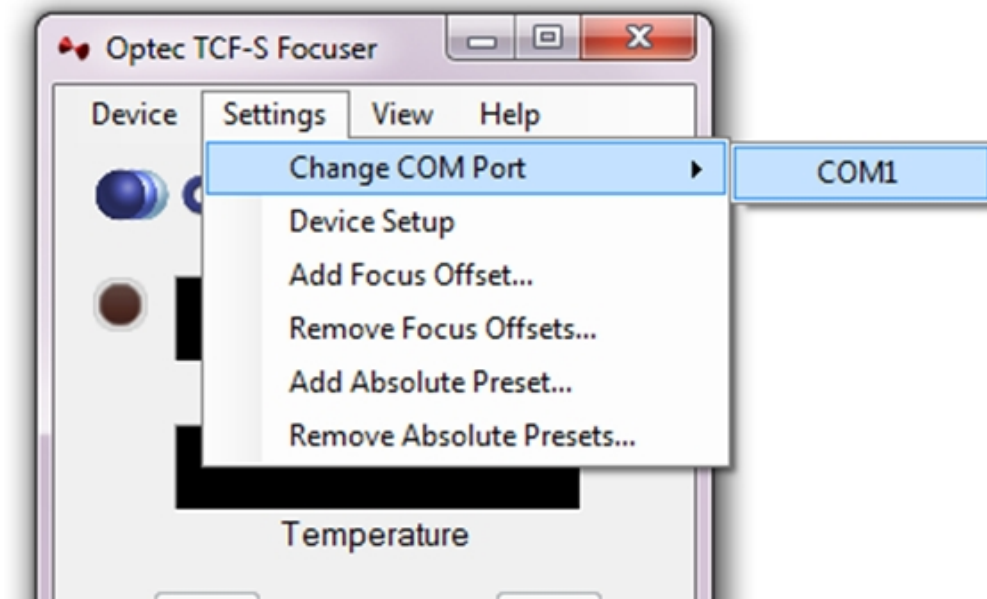 Optec TCF-S Focuser
Device Settings View Help
Change COM Port COM1
Device Setup
Add Focus Offset...
Remove Focus Offsets...
Add Absolute Preset...
Remove Absolute Presets...
Temperature